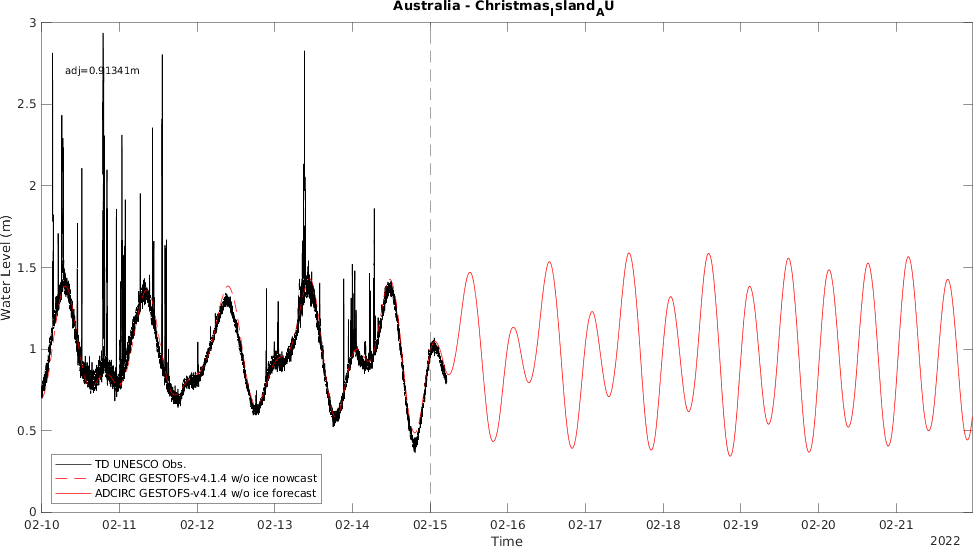 Australia - Christmas_Island_AU
adj=0.91341m
3
2.5
2
1.5
1
0.5
0
Water Level (m)
TD UNESCO Obs.
ADCIRC GESTOFS-v4.1.4 w/o ice nowcast
ADCIRC GESTOFS-v4.1.4 w/o ice forecast
02-10 02-11 02-12 02-13 02-14 02-15 02-16 02-17 02-18 02-19 02-20 02-21
Time
2022